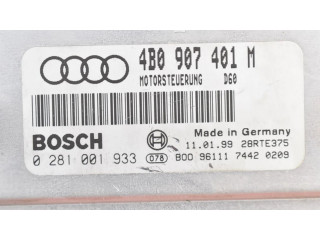 4B0 907 401 M
MOTORSTEUERUNG D60
BOSCH
Made in Germany
11.01.99 28RTE375
0 281 001 933 078 B00 96111 7442 0209